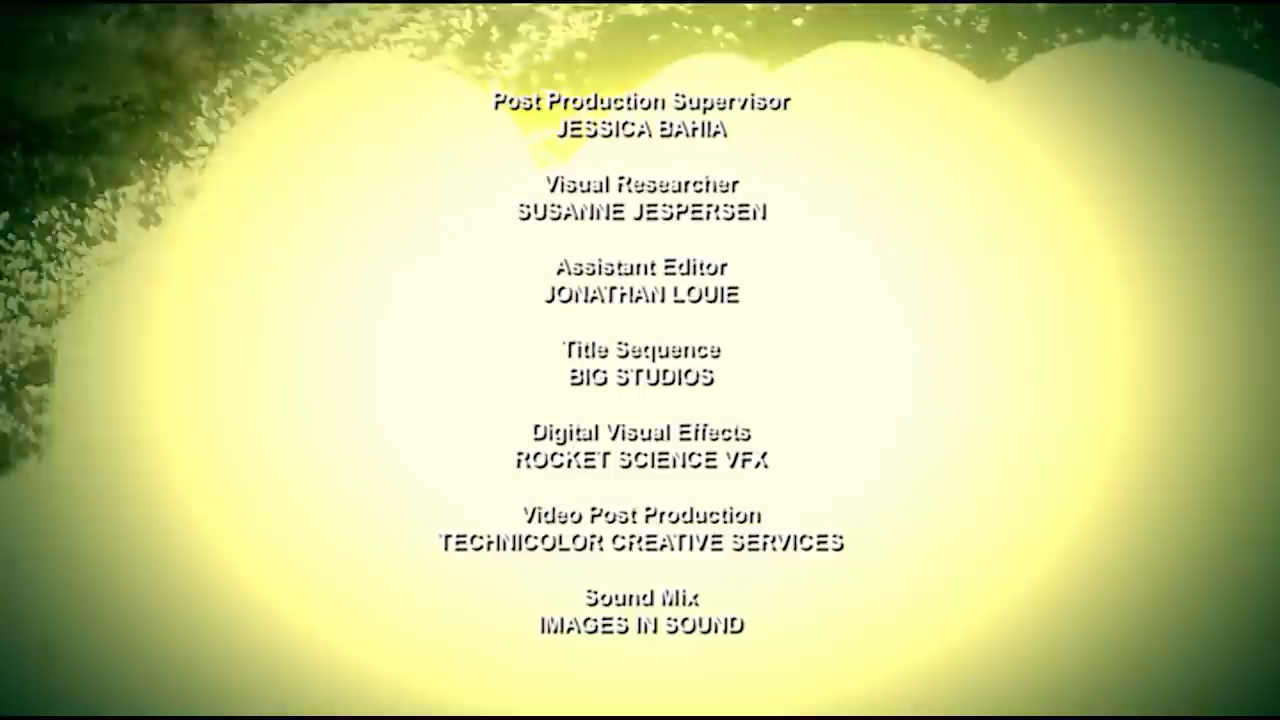 Post Production Supervisor
JESSICA BAHIA
Visual Researcher
SUSANNE JESPERSEN
Assistant Editor
JONATHAN LOUIE
Title Sequence
BIG STUDIOS
Digital Visual Effects
ROCKET SCIENCE VFX
Video Post Production
TECHNICOLOR CREATIVE SERVICES
Sound Mix
IMAGES IN SOUND